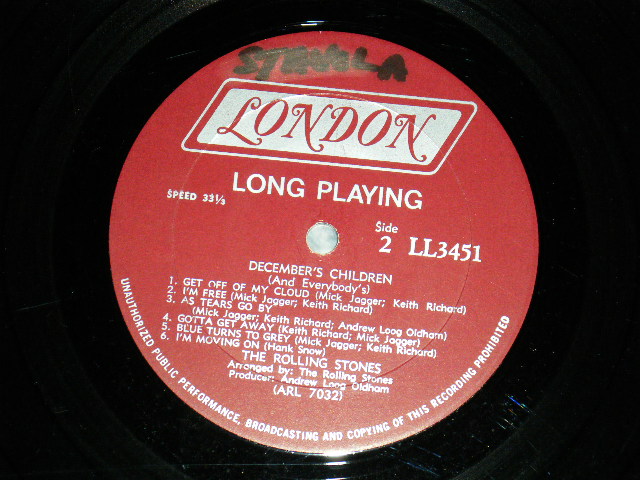 LONDON
LONG PLAYING
SPEED 33⅓
Side
2 LL3451
DECEMBER'S CHILDREN
(And Everybody's)
1. GET OFF OF MY CLOUD (Mick Jagger; Keith Richard)
2. I'M FREE (Mick Jagger; Keith Richard)
3. AS TEARS GO BY
(Mick Jagger; Keith Richard; Andrew Loog Oldham)
4. GOTTA GET AWAY (Keith Richard; Mick Jagger)
5. BLUE TURNS TO GREY (Mick Jagger; Keith Richard)
6. I'M MOVING ON (Hank Snow)
THE ROLLING STONES
Arranged by: The Rolling Stones
Producer: Andrew Loog Oldham
(ARL 7032)
UNAUTHORIZED PUBLIC PERFORMANCE, BROADCASTING AND COPYING OF THIS RECORDING PROHIBITED